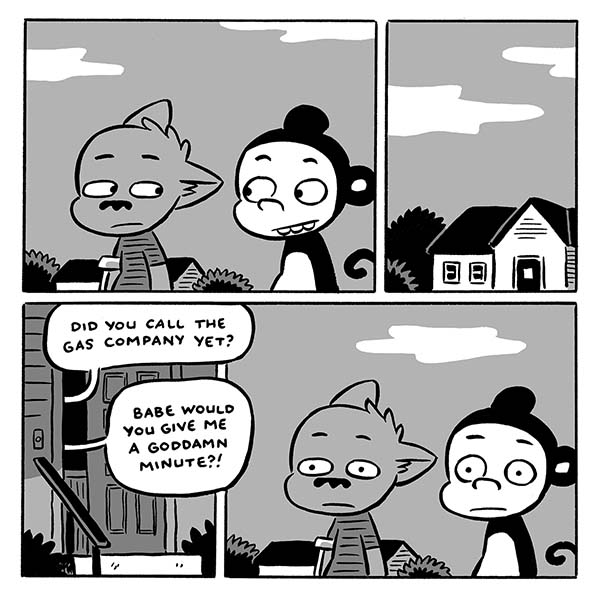 DID YOU CALL THE
GAS COMPANY YET?
BABE WOULD
YOU GIVE ME
A GODDAMN
MINUTE?!